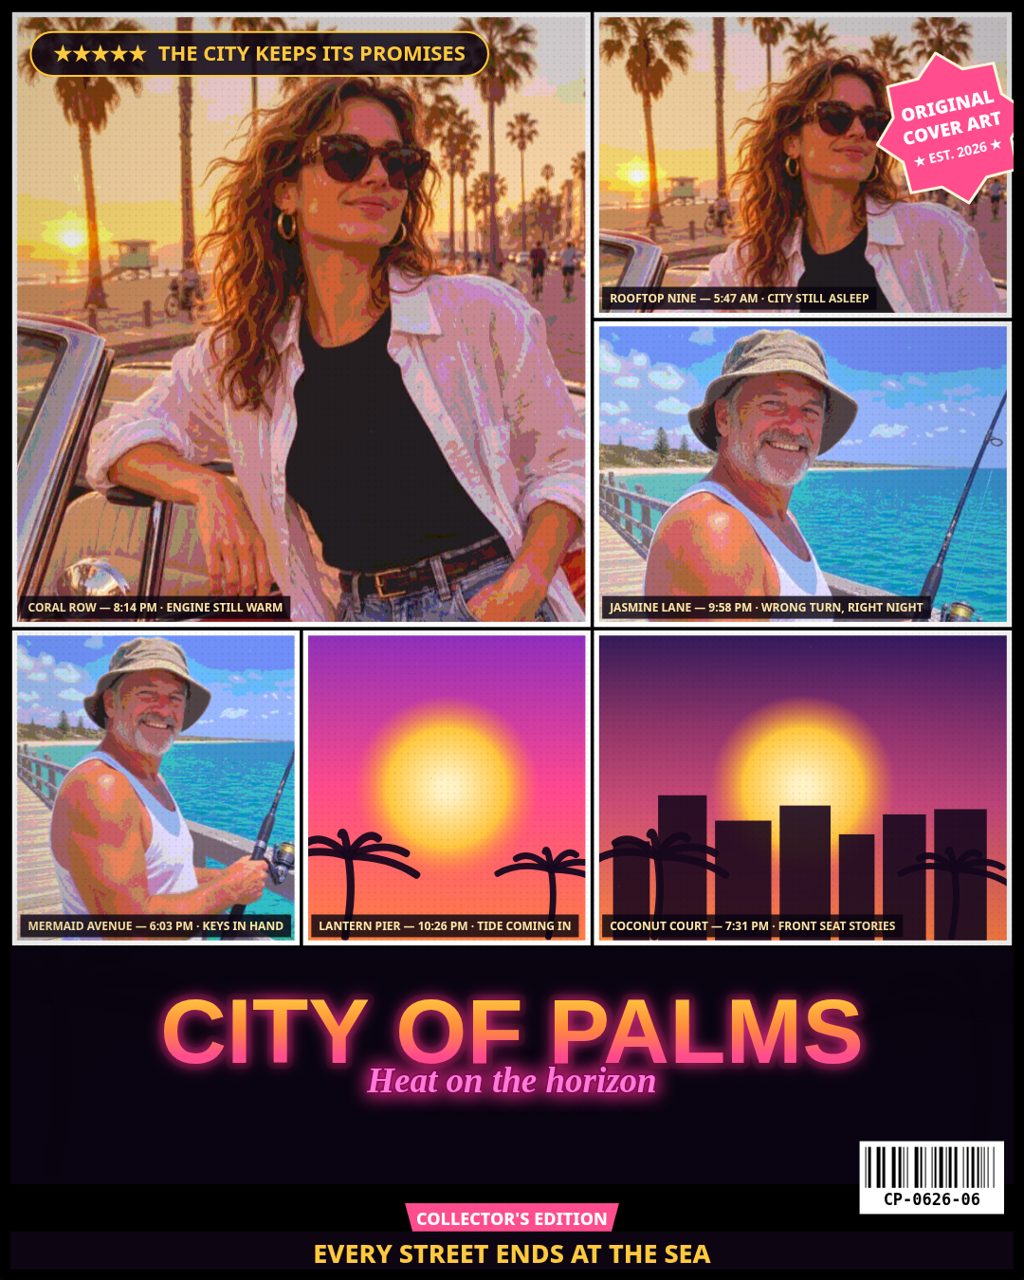 ★★★★★ THE CITY KEEPS ITS PROMISES
ORIGINAL
COVER ART
★ EST. 2026 ★
ROOFTOP NINE — 5:47 AM · CITY STILL ASLEEP
CORAL ROW — 8:14 PM · ENGINE STILL WARM
JASMINE LANE — 9:58 PM · WRONG TURN, RIGHT NIGHT
MERMAID AVENUE — 6:03 PM · KEYS IN HAND
LANTERN PIER — 10:26 PM · TIDE COMING IN
COCONUT COURT — 7:31 PM · FRONT SEAT STORIES
CITY OF PALMS
Heat on the horizon
CP-0626-06
COLLECTOR'S EDITION
EVERY STREET ENDS AT THE SEA